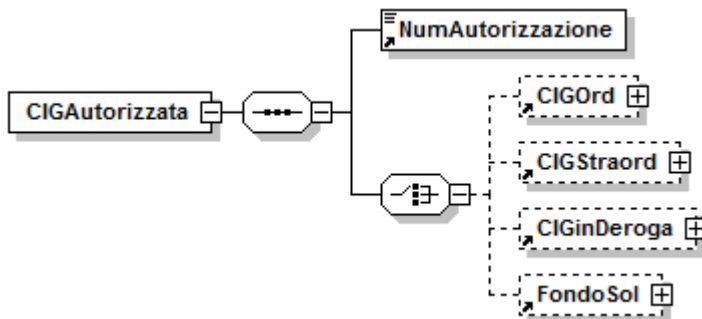 NumAutorizzazione
CIGAutorizzata
CIGOrd
CIGStraord
CIGinDeroga
FondoSol